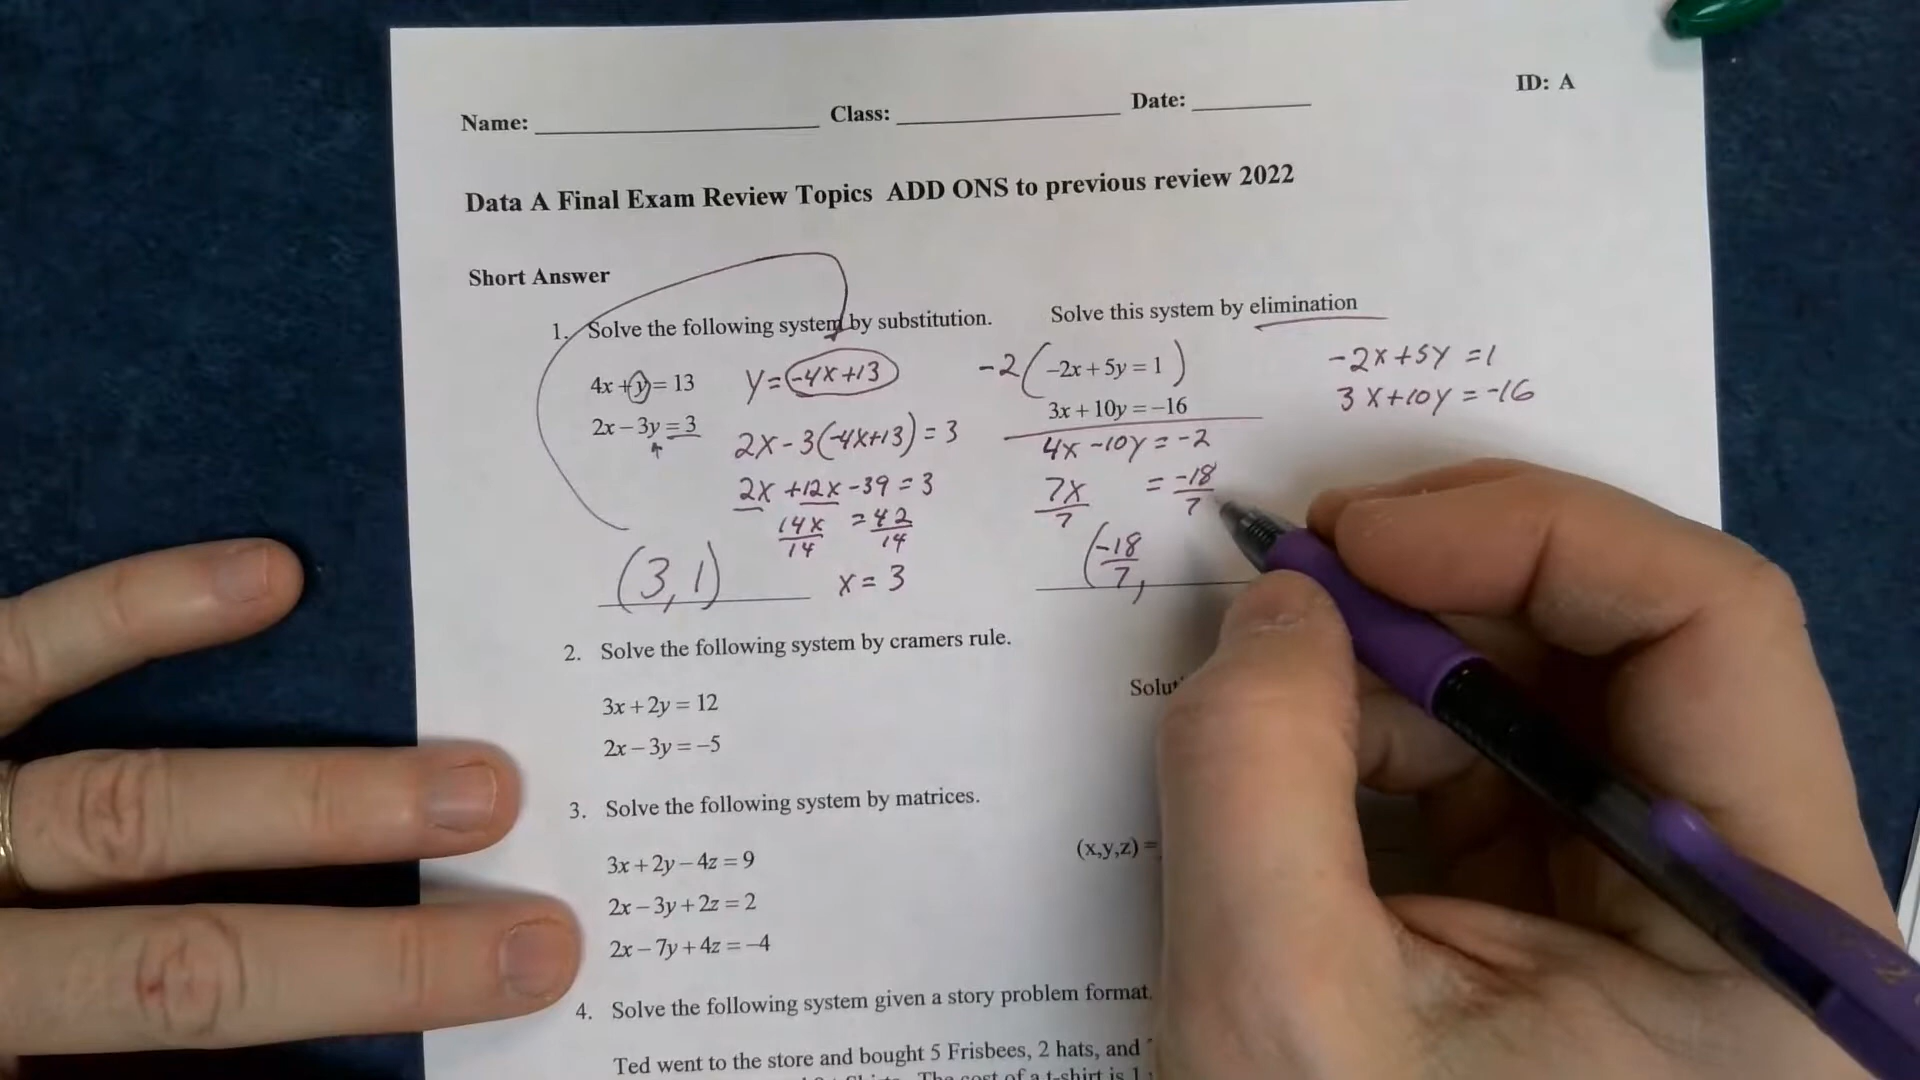 ID: A
Name: Class: Date:
Data A Final Exam Review Topics ADD ONS to previous review 2022
Short Answer
1. Solve the following system by substitution.
4x + y = 13
2x – 3y = 3
y = -4x+13
2x - 3(-4x+13) = 3
2x +12x -39 = 3
14x = 42
14 14
x = 3
(3,1)
Solve this system by elimination
-2( –2x + 5y = 1 )
3x + 10y = –16
4x -10y = -2
7x = -18
7 7
(-18
7,
-2x+5y = 1
3x+10y = -16
2. Solve the following system by cramers rule.
3x + 2y = 12
2x – 3y = –5
3. Solve the following system by matrices.
3x + 2y – 4z = 9
(x,y,z) =
2x – 3y + 2z = 2
2x – 7y + 4z = –4
4. Solve the following system given a story problem format.
Ted went to the store and bought 5 Frisbees, 2 hats, and
The cost of a t-shirt is